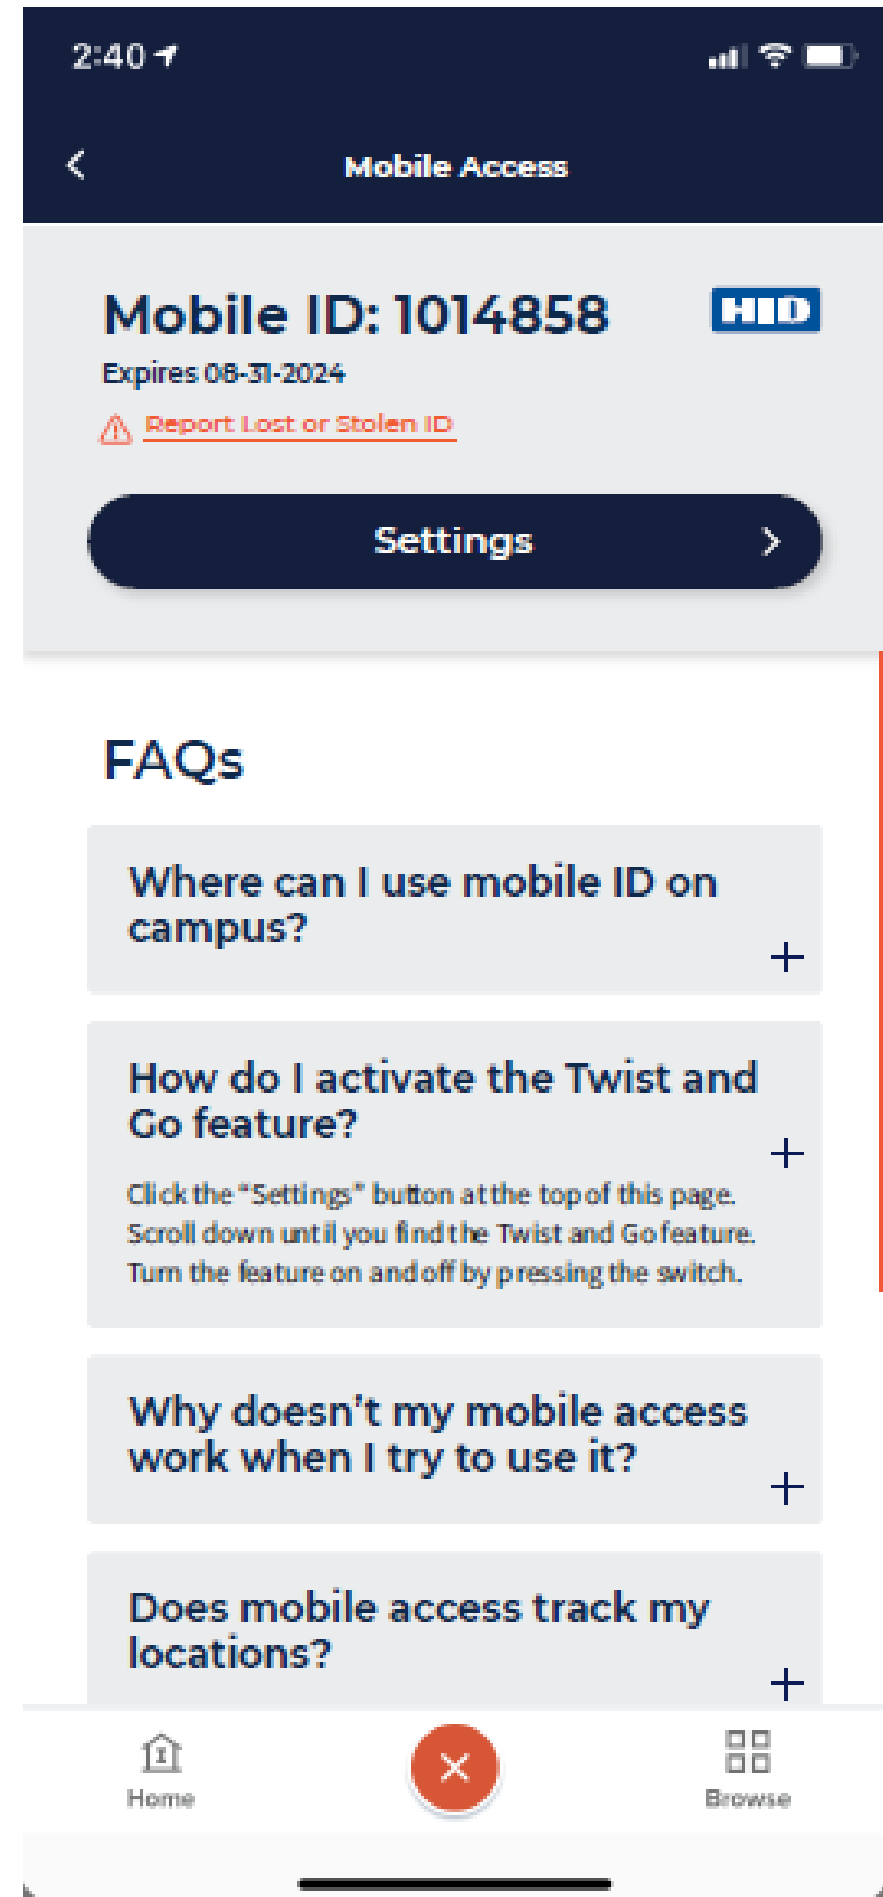 2:40
Mobile Access
Mobile ID: 1014858
HID
Expires 08-31-2024
Report Lost or Stolen ID
Settings
FAQs
Where can I use mobile ID on
campus?
How do I activate the Twist and
Go feature?
Click the “Settings” button at the top of this page.
Scroll down until you find the Twist and Go feature.
Turn the feature on and off by pressing the switch.
Why doesn’t my mobile access
work when I try to use it?
Does mobile access track my
locations?
Home
Browse